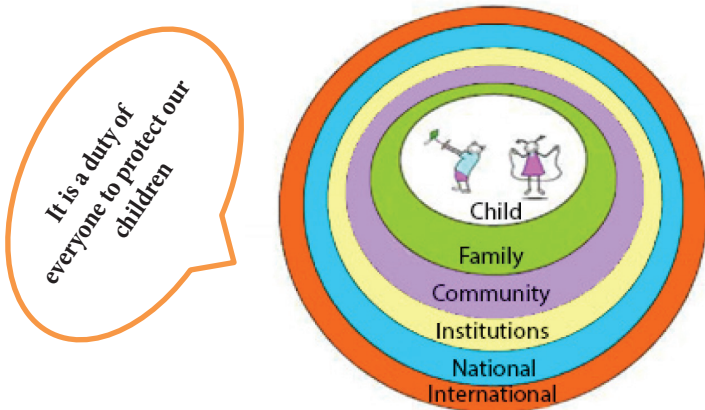 It is a duty of
everyone to protect our
children
Child
Family
Community
Institutions
National
International